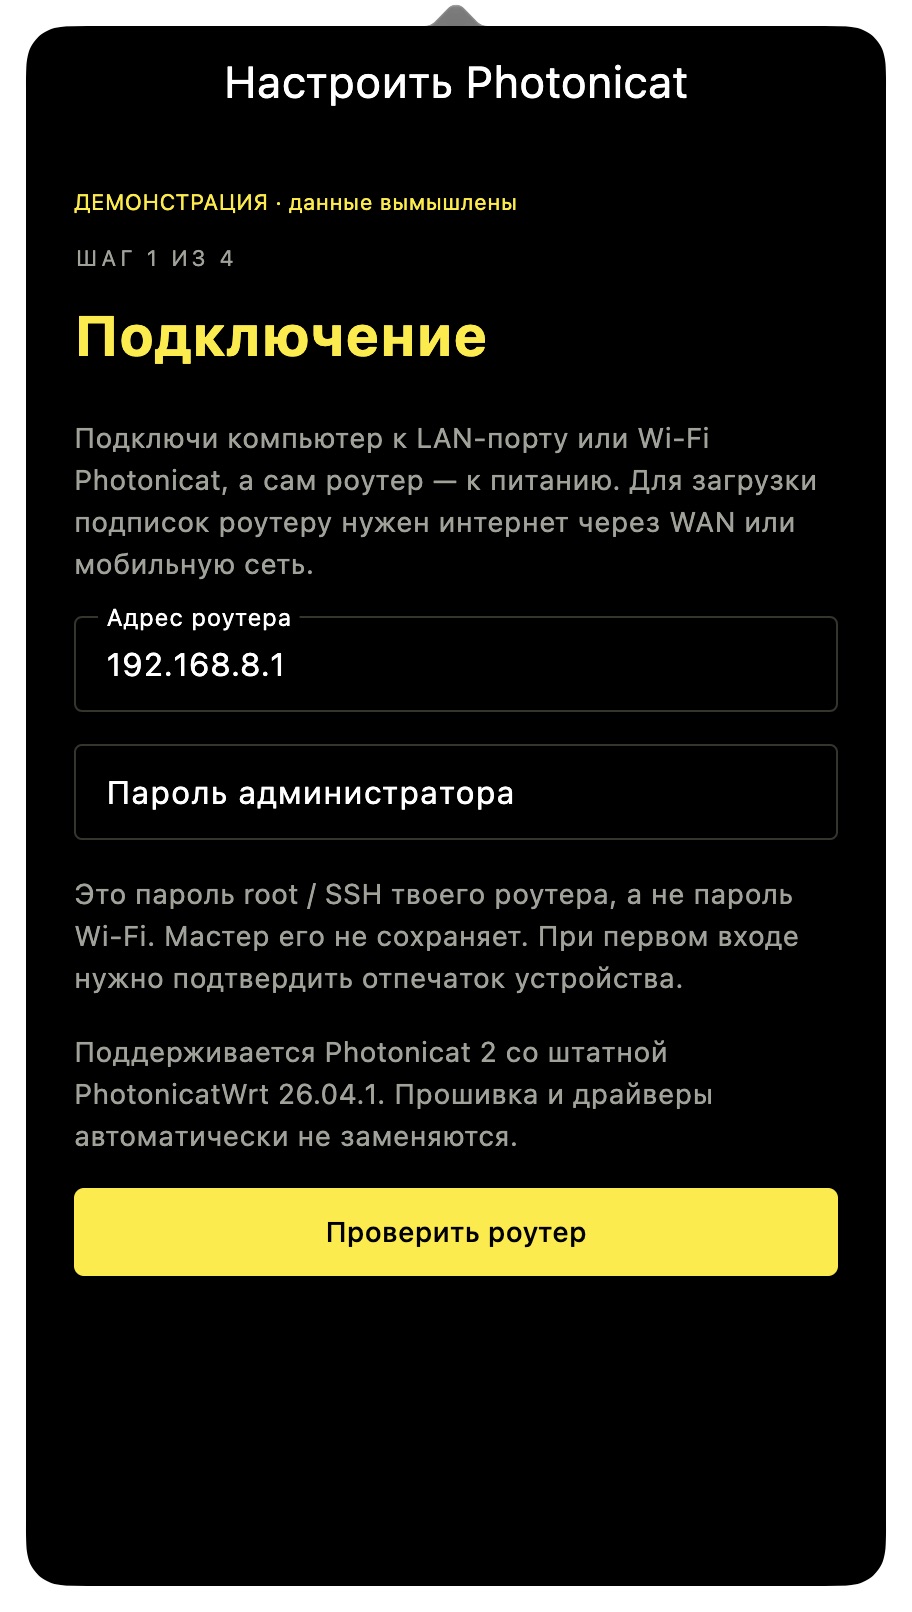 Настроить Photonicat
ДЕМОНСТРАЦИЯ · данные вымышлены
ШАГ 1 ИЗ 4
Подключение
Подключи компьютер к LAN-порту или Wi-Fi
Photonicat, а сам роутер — к питанию. Для загрузки
подписок роутеру нужен интернет через WAN или
мобильную сеть.
Адрес роутера
192.168.8.1
Пароль администратора
Это пароль root / SSH твоего роутера, а не пароль
Wi-Fi. Мастер его не сохраняет. При первом входе
нужно подтвердить отпечаток устройства.
Поддерживается Photonicat 2 со штатной
PhotonicatWrt 26.04.1. Прошивка и драйверы
автоматически не заменяются.
Проверить роутер